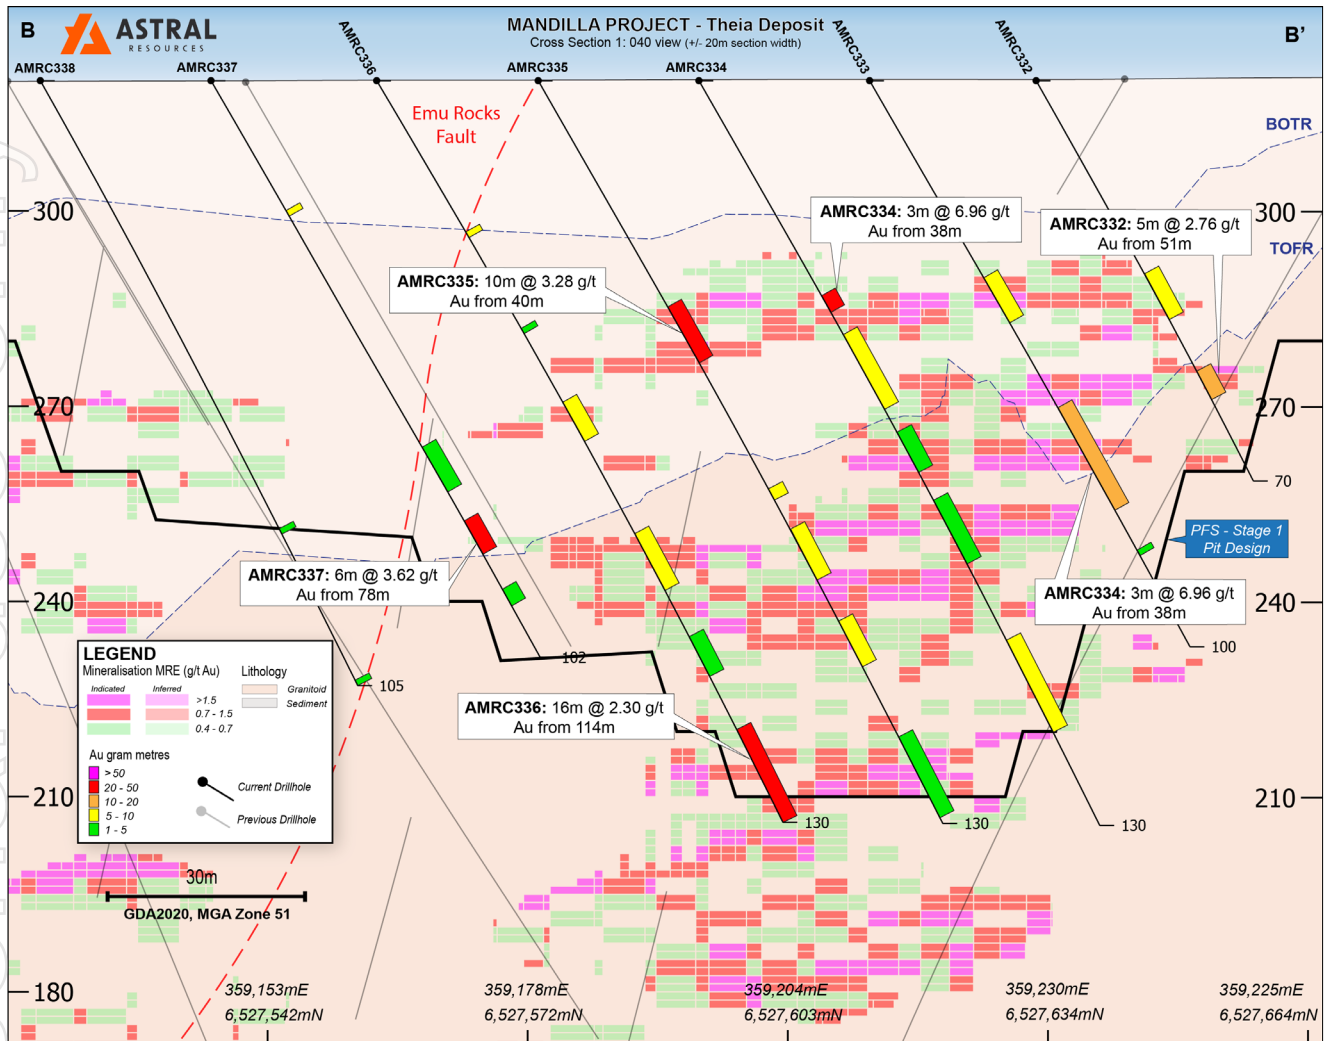 B
ASTRAL
RESOURCES
MANDILLA PROJECT - Theia Deposit
Cross Section 1: 040 view (+/- 20m section width)
B'
AMRC338
AMRC337
AMRC336
AMRC335
AMRC334
AMRC333
AMRC332
Emu Rocks
Fault
BOTR
TOFR
300
300
AMRC334: 3m @ 6.96 g/t
Au from 38m
AMRC332: 5m @ 2.76 g/t
Au from 51m
AMRC335: 10m @ 3.28 g/t
Au from 40m
270
270
70
PFS - Stage 1
Pit Design
AMRC337: 6m @ 3.62 g/t
Au from 78m
AMRC334: 3m @ 6.96 g/t
Au from 38m
240
240
100
102
105
LEGEND
Mineralisation MRE (g/t Au)
Lithology
Indicated
Inferred
>1.5
0.7 - 1.5
0.4 - 0.7
Granitoid
Sediment
Au gram metres
> 50
20 - 50
10 - 20
5 - 10
1 - 5
Current Drillhole
Previous Drillhole
AMRC336: 16m @ 2.30 g/t
Au from 114m
210
210
130
130
130
30m
GDA2020, MGA Zone 51
180
180
359,153mE
6,527,542mN
359,178mE
6,527,572mN
359,204mE
6,527,603mN
359,230mE
6,527,634mN
359,225mE
6,527,664mN